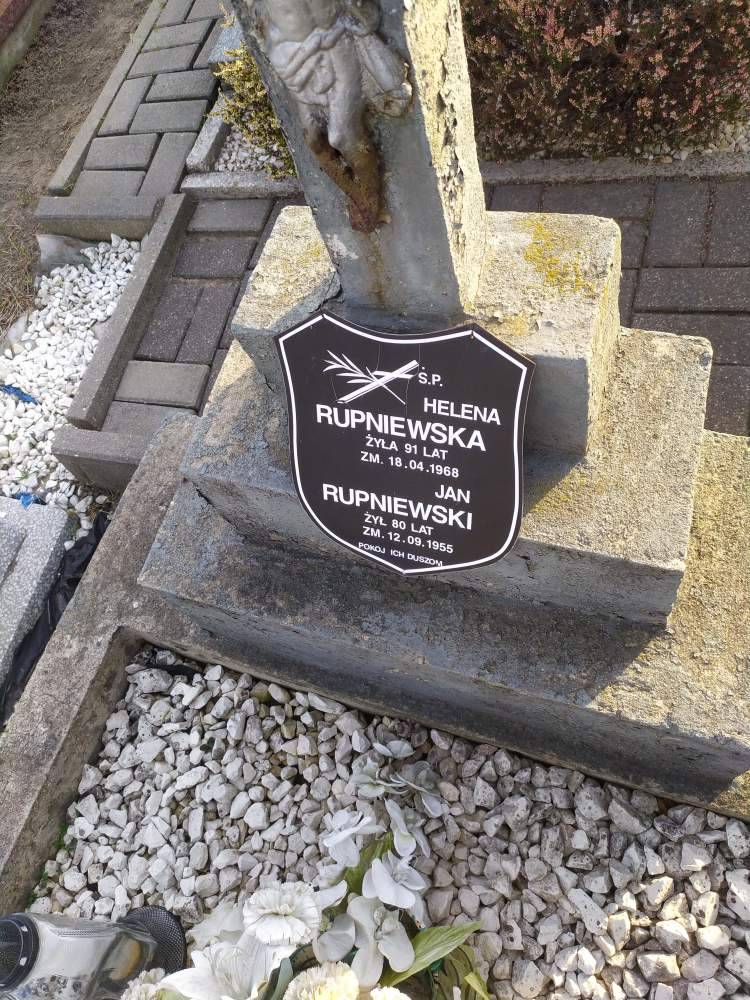 Ś.P.
HELENA
RUPNIEWSKA
ŻYŁA 91 LAT
ZM. 18.04.1968
JAN
RUPNIEWSKI
ŻYŁ 80 LAT
ZM. 12.09.1955
POKÓJ ICH DUSZOM